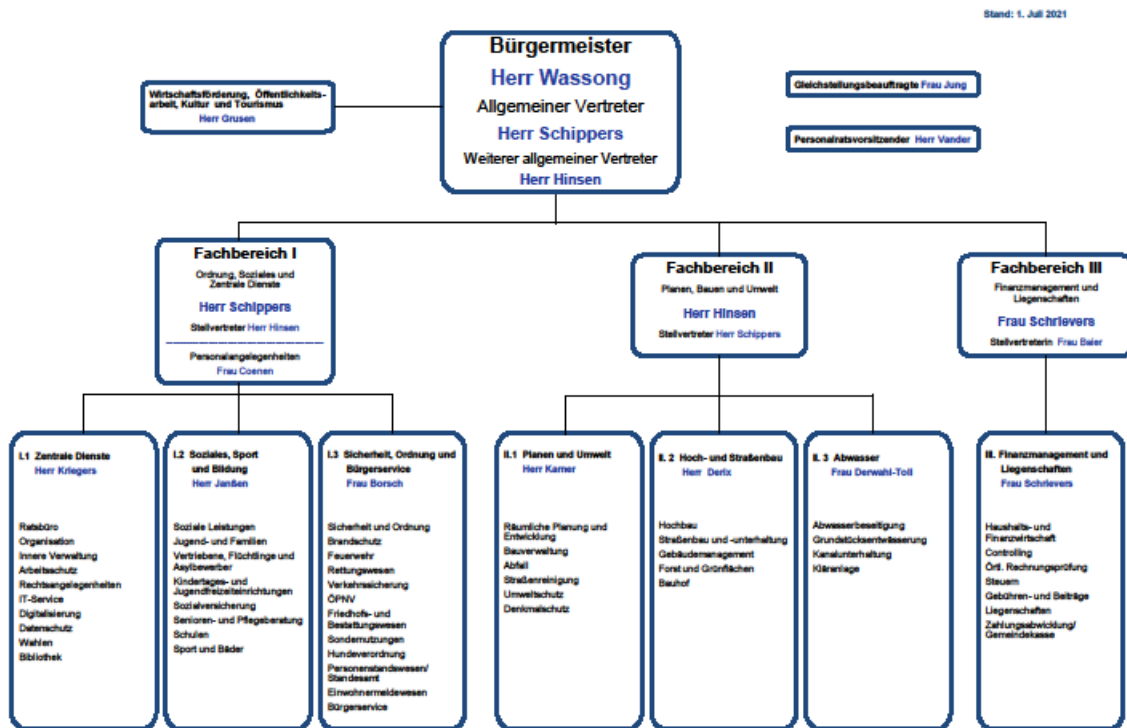 Stand: 1. Juli 2021
Bürgermeister
Herr Wassong
Allgemeiner Vertreter
Herr Schippers
Weiterer allgemeiner Vertreter
Herr Hinsen
Wirtschaftsförderung, Öffentlichkeits-
arbeit, Kultur und Tourismus
Herr Grusen
Gleichstellungsbeauftragte Frau Jung
Personalratsvorsitzender Herr Vander
Fachbereich I
Ordnung, Soziales und
Zentrale Dienste
Herr Schippers
Stellvertreter Herr Hinsen
Personalangelegenheiten
Frau Coenen
Fachbereich II
Planen, Bauen und Umwelt
Herr Hinsen
Stellvertreter Herr Schippers
Fachbereich III
Finanzmanagement und
Liegenschaften
Frau Schrievers
Stellvertreterin Frau Baier
I.1 Zentrale Dienste
Herr Kriegers
Ratsbüro
Organisation
Innere Verwaltung
Arbeitsschutz
Rechtsangelegenheiten
IT-Service
Digitalisierung
Datenschutz
Wahlen
Bibliothek
I.2 Soziales, Sport
und Bildung
Herr Janßen
Soziale Leistungen
Jugend- und Familien
Vertriebene, Flüchtlinge und
Asylbewerber
Kindertages- und
Jugendfreizeiteinrichtungen
Sozialversicherung
Senioren- und Pflegeberatung
Schulen
Sport und Bäder
I.3 Sicherheit, Ordnung und
Bürgerservice
Frau Borsch
Sicherheit und Ordnung
Brandschutz
Feuerwehr
Rettungswesen
Verkehrssicherung
ÖPNV
Friedhofs- und
Bestattungswesen
Sondernutzungen
Hundeverordnung
Personenstandswesen/
Standesamt
Einwohnermeldewesen
Bürgerservice
II.1 Planen und Umwelt
Herr Karner
Räumliche Planung und
Entwicklung
Bauverwaltung
Abfall
Straßenreinigung
Umweltschutz
Denkmalschutz
II. 2 Hoch- und Straßenbau
Herr Derix
Hochbau
Straßenbau und -unterhaltung
Gebäudemanagement
Forst und Grünflächen
Bauhof
II. 3 Abwasser
Frau Derwahl-Toll
Abwasserbeseitigung
Grundstücksentwässerung
Kanalunterhaltung
Kläranlage
III. Finanzmanagement und
Liegenschaften
Frau Schrievers
Haushalts- und
Finanzwirtschaft
Controlling
Örtl. Rechnungsprüfung
Steuern
Gebühren- und Beiträge
Liegenschaften
Zahlungsabwicklung/
Gemeindekasse